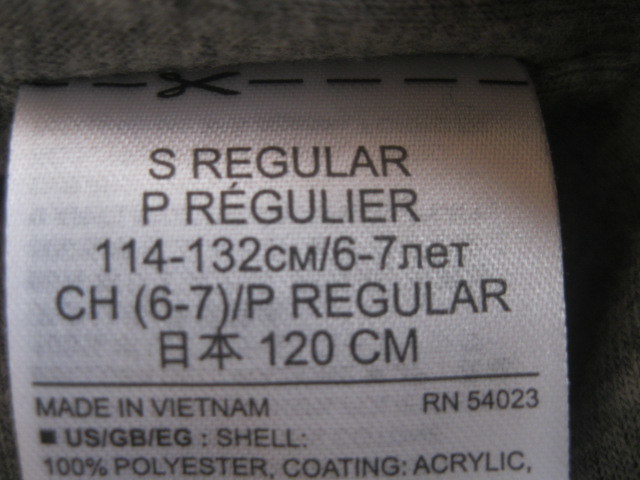 S REGULAR
P RÉGULIER
114-132см/6-7лет
CH (6-7)/P REGULAR
日本 120 CM
MADE IN VIETNAM RN 54023
■ US/GB/EG : SHELL:
100% POLYESTER, COATING: ACRYLIC,